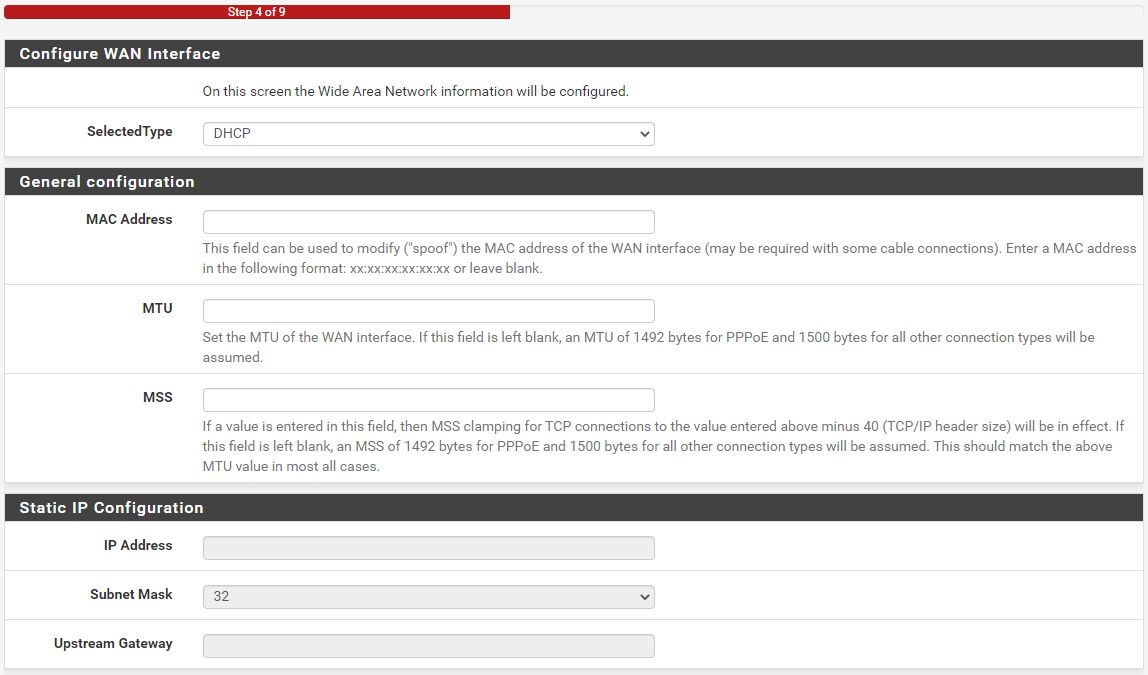 Step 4 of 9
Configure WAN Interface
On this screen the Wide Area Network information will be configured.
SelectedType
DHCP
General configuration
MAC Address
This field can be used to modify ("spoof") the MAC address of the WAN interface (may be required with some cable connections). Enter a MAC address
in the following format: xx:xx:xx:xx:xx:xx or leave blank.
MTU
Set the MTU of the WAN interface. If this field is left blank, an MTU of 1492 bytes for PPPoE and 1500 bytes for all other connection types will be
assumed.
MSS
If a value is entered in this field, then MSS clamping for TCP connections to the value entered above minus 40 (TCP/IP header size) will be in effect. If
this field is left blank, an MSS of 1492 bytes for PPPoE and 1500 bytes for all other connection types will be assumed. This should match the above
MTU value in most all cases.
Static IP Configuration
IP Address
Subnet Mask
32
Upstream Gateway